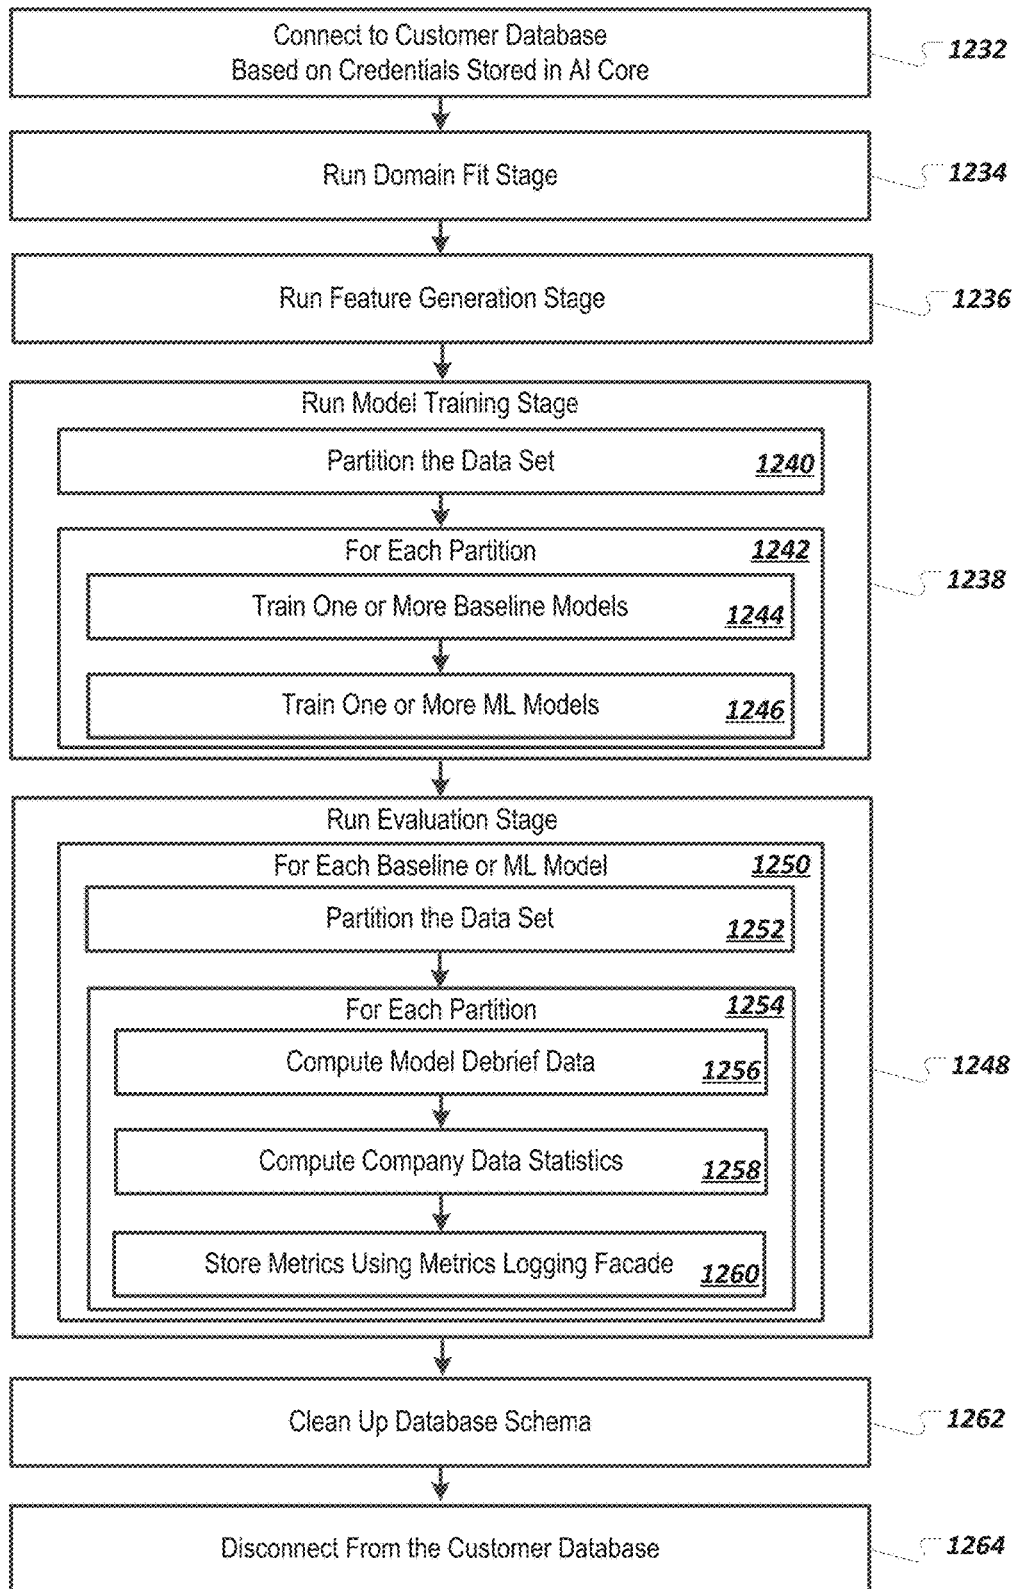 Connect to Customer Database
Based on Credentials Stored in AI Core
1232
Run Domain Fit Stage
1234
Run Feature Generation Stage
1236
Run Model Training Stage
Partition the Data Set
1240
For Each Partition
1242
Train One or More Baseline Models
1244
1238
Train One or More ML Models
1246
Run Evaluation Stage
For Each Baseline or ML Model
1250
Partition the Data Set
1252
For Each Partition
1254
Compute Model Debrief Data
1256
1248
Compute Company Data Statistics
1258
Store Metrics Using Metrics Logging Facade
1260
Clean Up Database Schema
1262
Disconnect From the Customer Database
1264